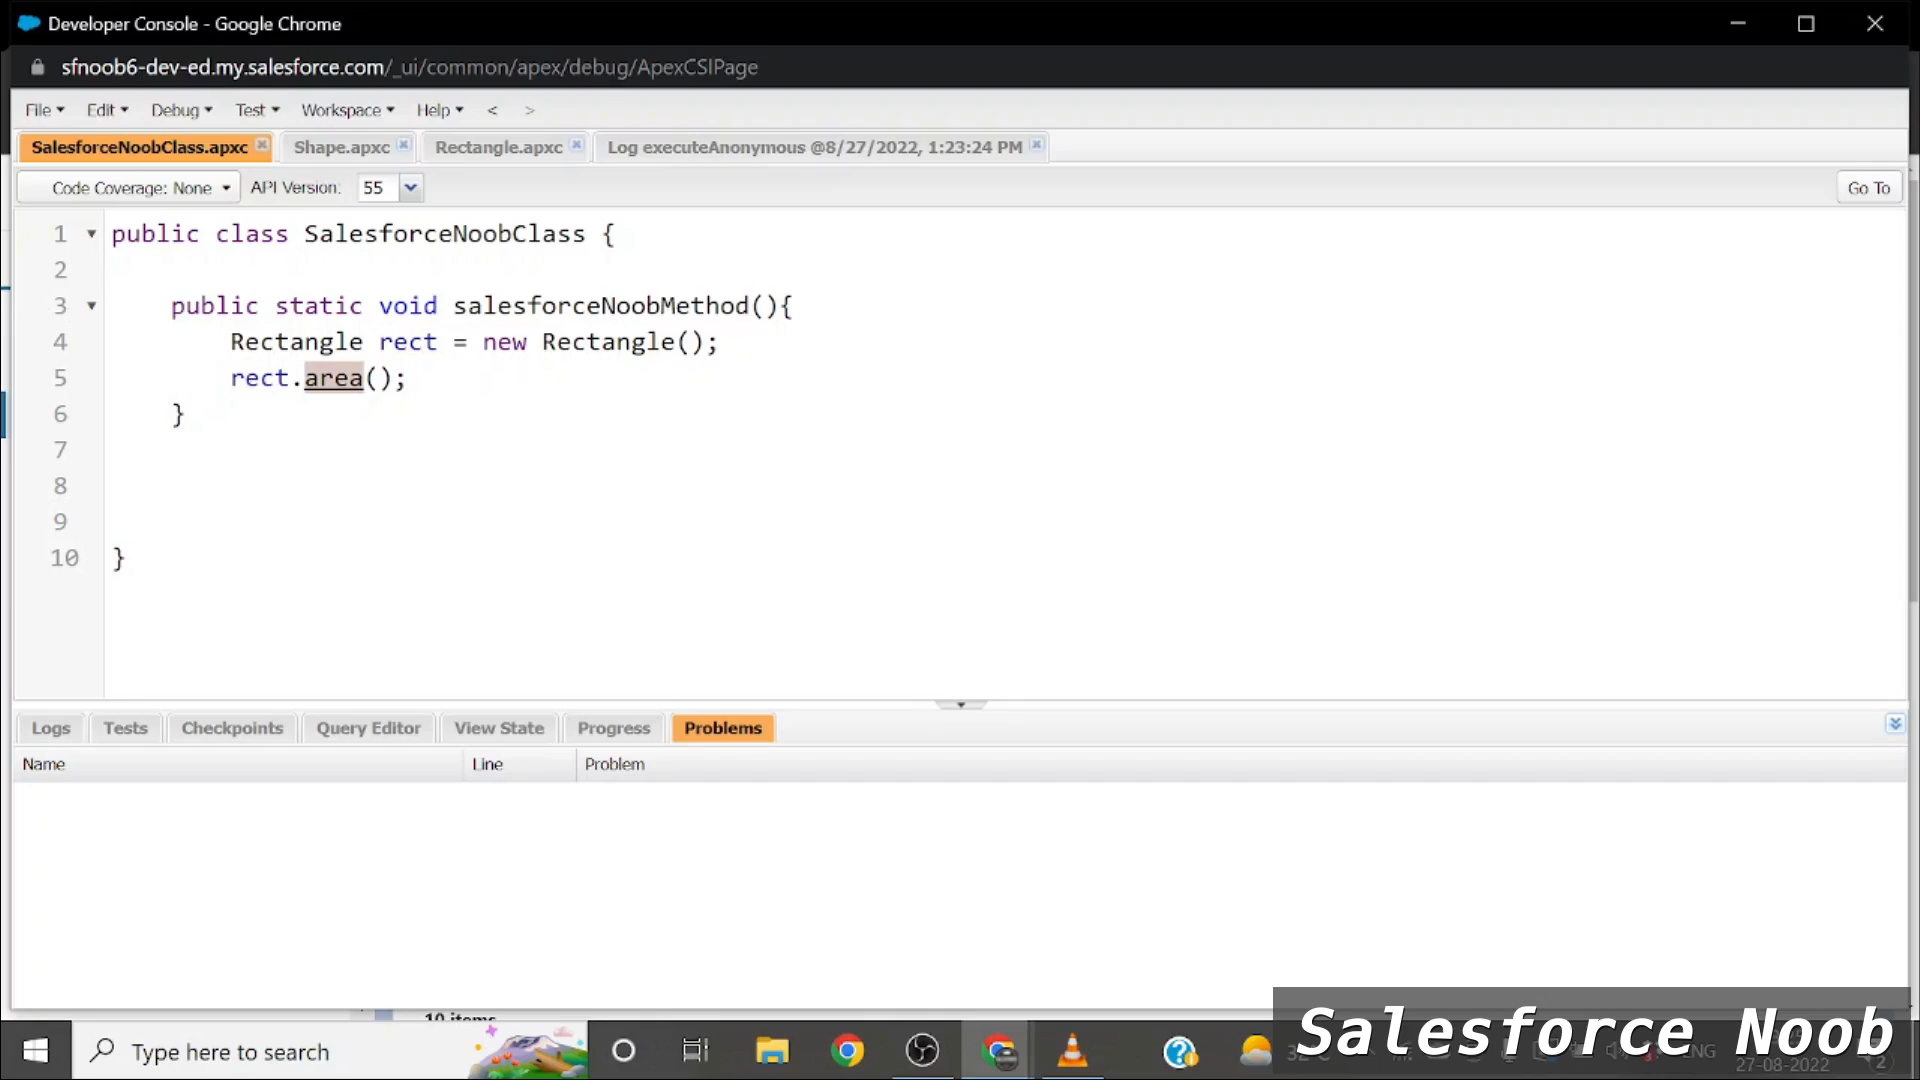 Developer Console - Google Chrome
sfnoob6-dev-ed.my.salesforce.com/_ui/common/apex/debug/ApexCSIPage
File Edit Debug Test Workspace Help < >
SalesforceNoobClass.apxc Shape.apxc Rectangle.apxc Log executeAnonymous @8/27/2022, 1:23:24 PM
Code Coverage: None API Version: 55 Go To
1 public class SalesforceNoobClass {
2
3 public static void salesforceNoobMethod(){
4 Rectangle rect = new Rectangle();
5 rect.area();
6 }
7
8
9
10 }
Logs Tests Checkpoints Query Editor View State Progress Problems
Name Line Problem
Type here to search
Salesforce Noob
ENG
27-08-2022
2